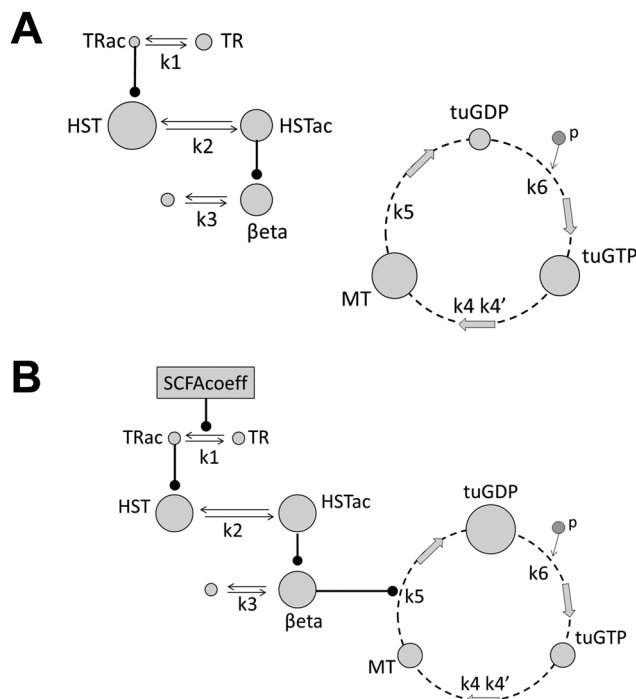 A
TRac TR
k1
HST HSTac
k2
k3
βeta
tuGDP
p
k6
k5
tuGTP
MT
k4 k4’
B
SCFAcoeff
TRac TR
k1
HST HSTac
k2
k3
βeta
tuGDP
p
k6
k5
tuGTP
MT
k4 k4’